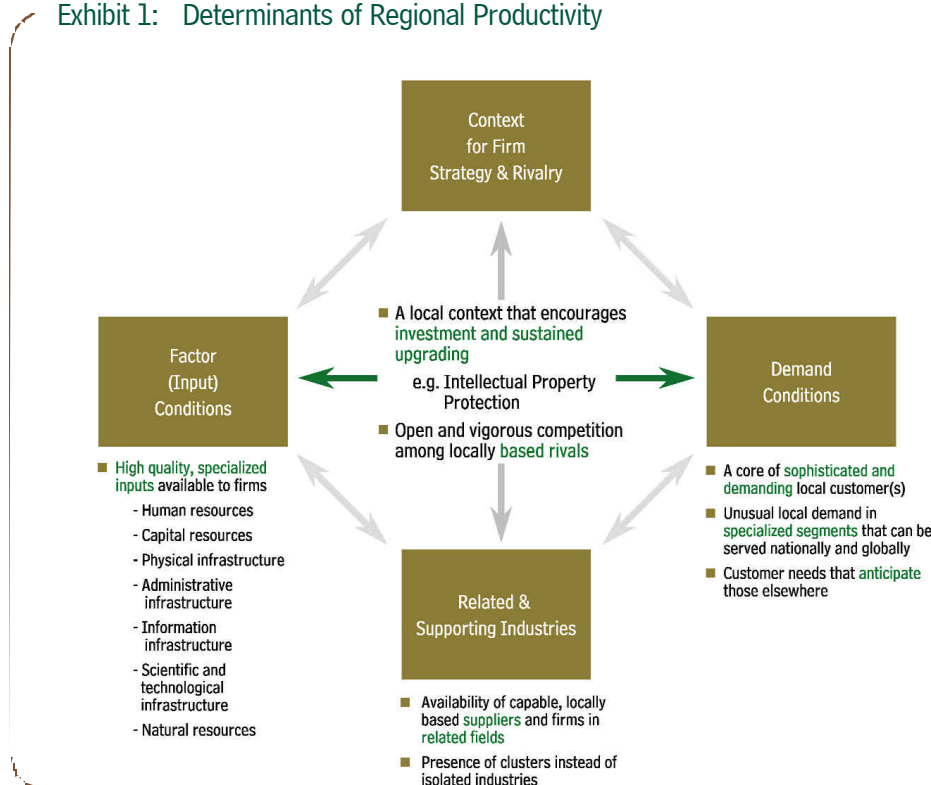 Exhibit 1: Determinants of Regional Productivity
Context
for Firm
Strategy & Rivalry
■ A local context that encourages
investment and sustained
upgrading
e.g. Intellectual Property
Protection
■ Open and vigorous competition
among locally based rivals
Factor
(Input)
Conditions
■ High quality, specialized
inputs available to firms
- Human resources
- Capital resources
- Physical infrastructure
- Administrative
infrastructure
- Information
infrastructure
- Scientific and
technological
infrastructure
- Natural resources
Demand
Conditions
■ A core of sophisticated and
demanding local customer(s)
■ Unusual local demand in
specialized segments that can be
served nationally and globally
■ Customer needs that anticipate
those elsewhere
Related &
Supporting Industries
■ Availability of capable, locally
based suppliers and firms in
related fields
■ Presence of clusters instead of
isolated industries